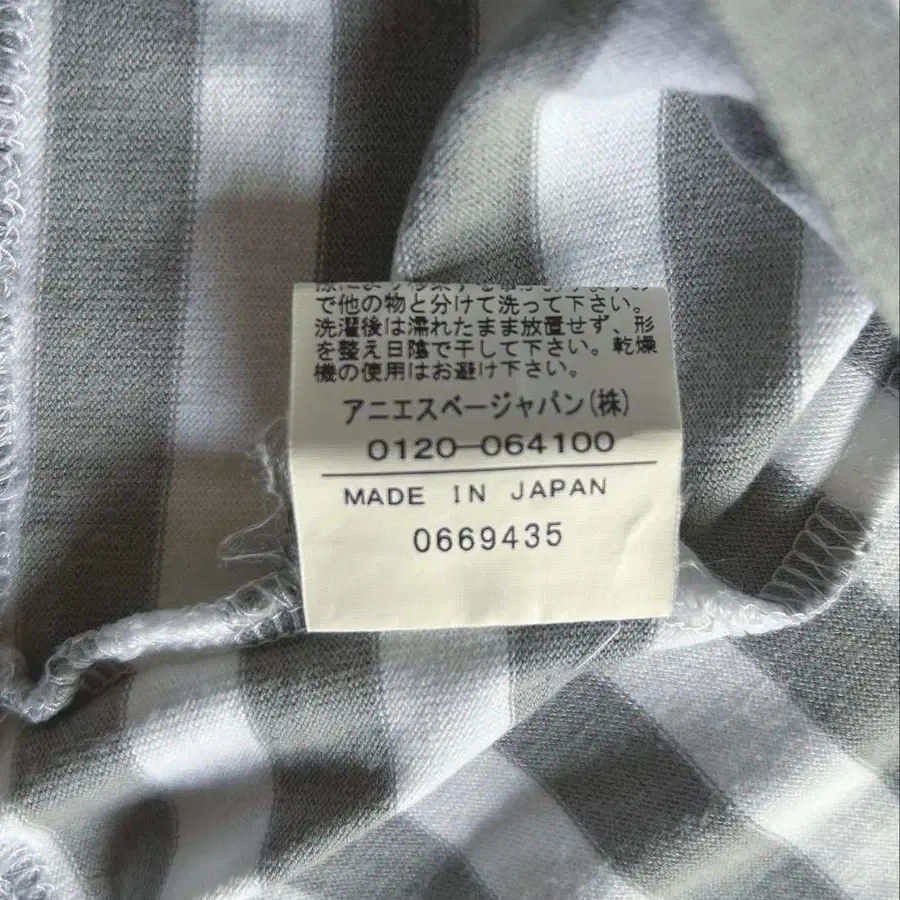 で他の物と分けて洗って下さい。
洗濯後は濡れたまま放置せず、形
を整え日陰で干して下さい。乾燥
機の使用はお避け下さい。
アニエスベージャパン(株)
0120-064100
MADE IN JAPAN
0669435